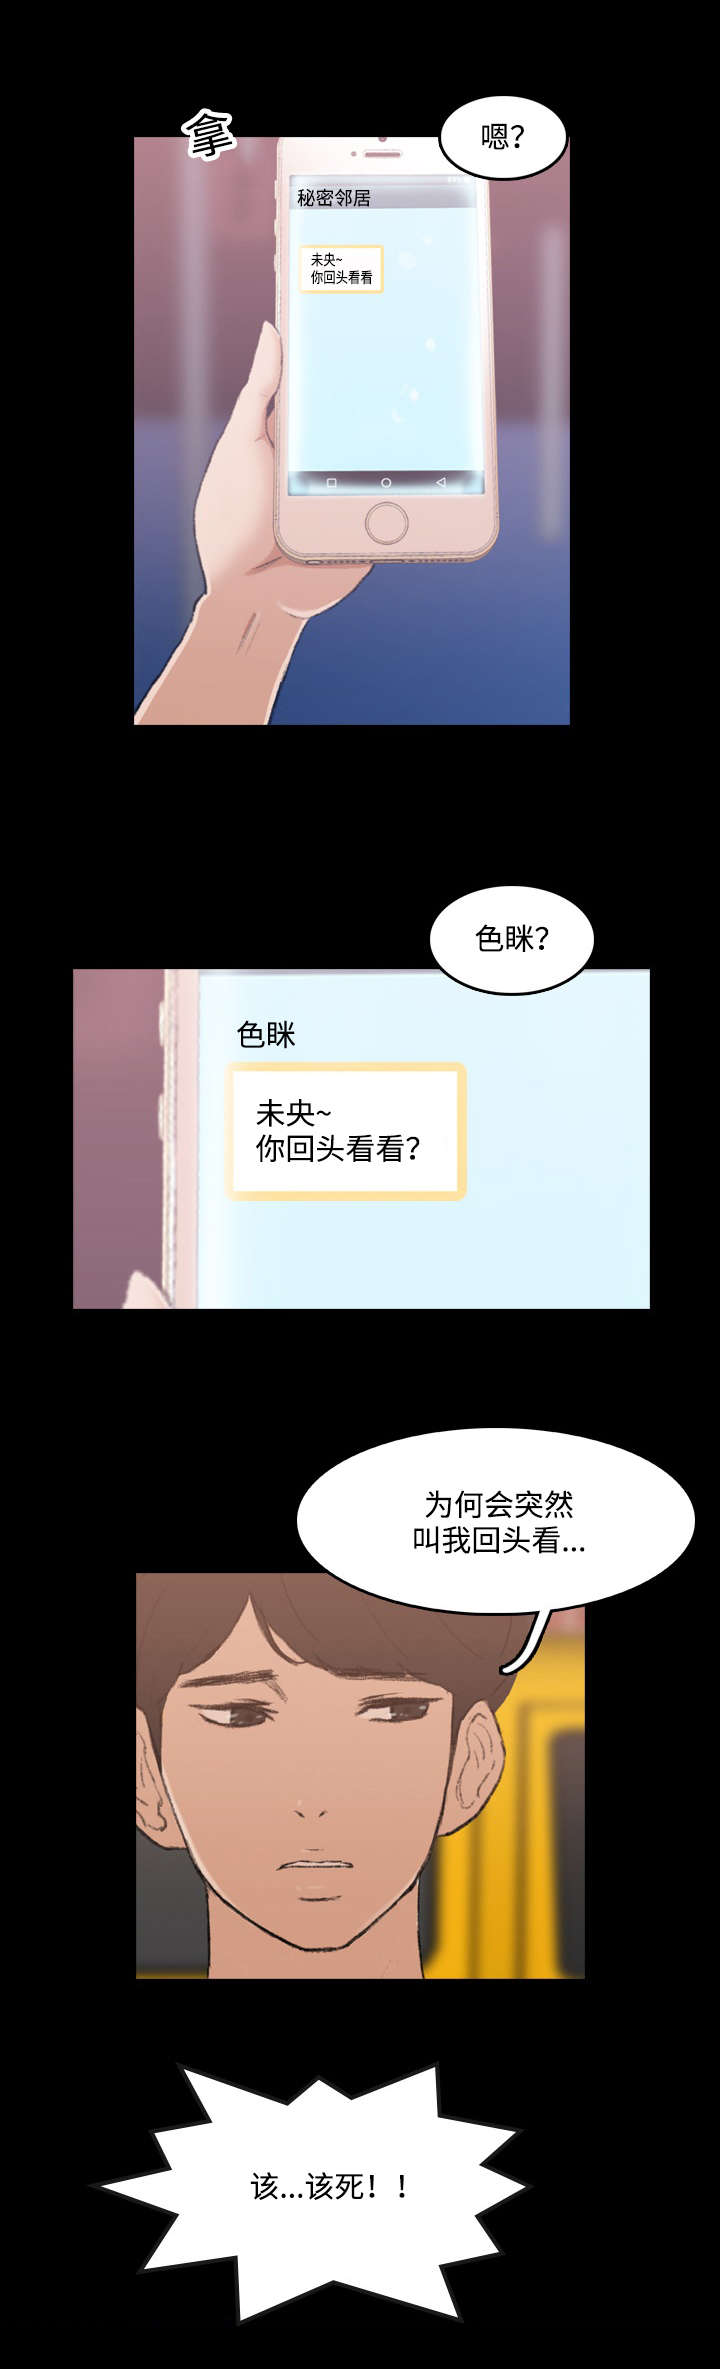 拿
嗯？
秘密邻居
未央~
你回头看看
色眯？
色眯
未央~
你回头看看？
为何会突然
叫我回头看...
该...该死！！